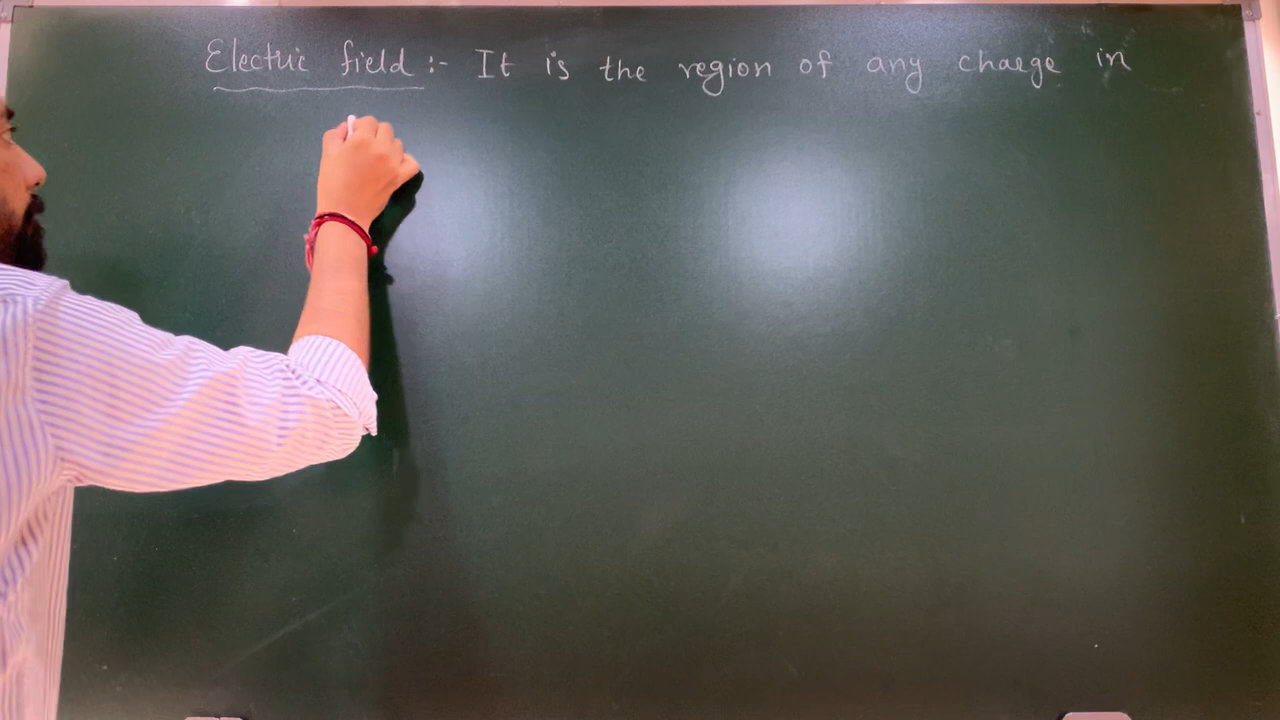 Electric field :- It is the region of any charge in